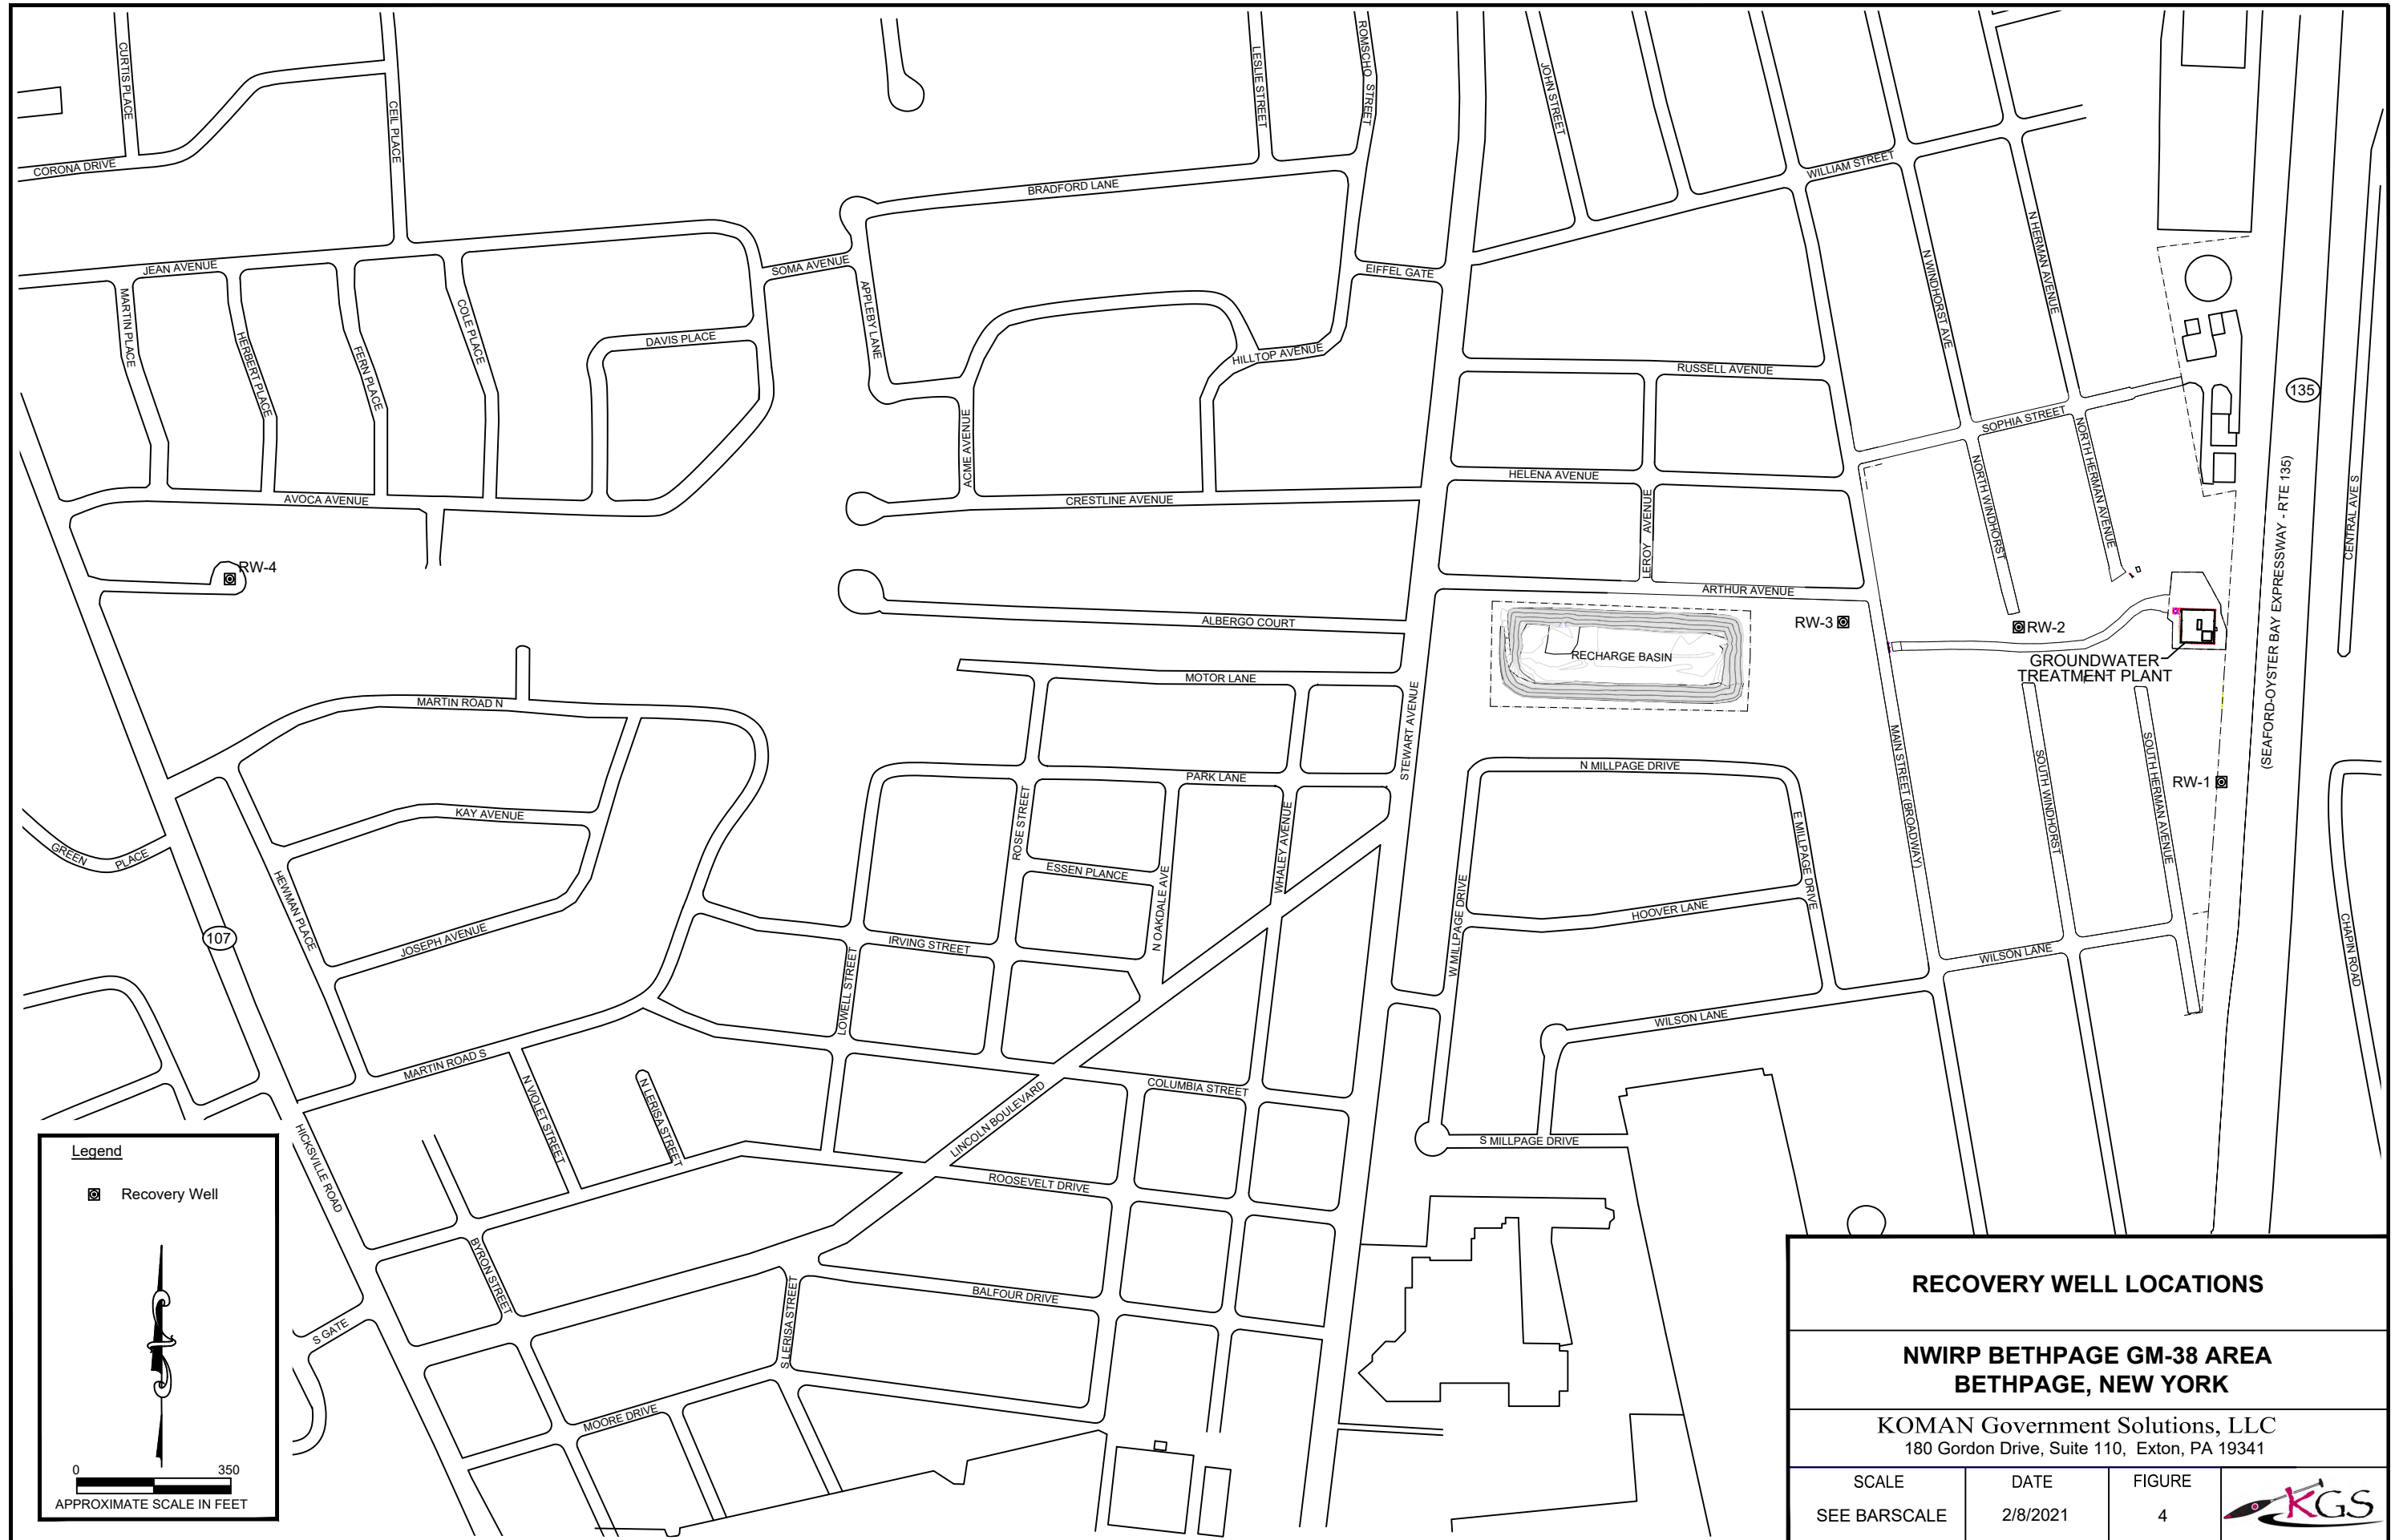 CURTIS PLACE
CORONA DRIVE
CEIL PLACE
LESLIE STREET
ROMSCHO STREET
JOHN STREET
BRADFORD LANE
WILLIAM STREET
N HERMAN AVENUE
N WINDHORST AVE
JEAN AVENUE
SOMA AVENUE
EIFFEL GATE
MARTIN PLACE
HERBERT PLACE
FERN PLACE
COLE PLACE
DAVIS PLACE
APPLEBY LANE
HILLTOP AVENUE
RUSSELL AVENUE
135
SOPHIA STREET
ACME AVENUE
AVOCA AVENUE
CRESTLINE AVENUE
HELENA AVENUE
LEROY AVENUE
NORTH WINDHORST
NORTH HERMAN AVENUE
(SEAFORD-OYSTER BAY EXPRESSWAY - RTE 135)
CENTRAL AVE S
RW-4
ARTHUR AVENUE
ALBERGO COURT
RW-3
RW-2
RECHARGE BASIN
GROUNDWATER
TREATMENT PLANT
MOTOR LANE
MARTIN ROAD N
STEWART AVENUE
PARK LANE
N MILLPAGE DRIVE
MAIN STREET (BROADWAY)
SOUTH WINDHORST
SOUTH HERMAN AVENUE
RW-1
KAY AVENUE
GREEN PLACE
ROSE STREET
ESSEN PLANCE
WHALEY AVENUE
N OAKDALE AVE
E MILLPAGE DRIVE
W MILLPAGE DRIVE
HOOVER LANE
HEWMAN PLACE
107
JOSEPH AVENUE
IRVING STREET
LOWELL STREET
WILSON LANE
CHAPIN ROAD
WILSON LANE
MARTIN ROAD S
N VIOLET STREET
N LERISA STREET
COLUMBIA STREET
LINCOLN BOULEVARD
S MILLPAGE DRIVE
HICKSVILLE ROAD
ROOSEVELT DRIVE
BYRON STREET
BALFOUR DRIVE
S LERISA STREET
S GATE
MOORE DRIVE
Legend
Recovery Well
0 350
APPROXIMATE SCALE IN FEET
RECOVERY WELL LOCATIONS
NWIRP BETHPAGE GM-38 AREA
BETHPAGE, NEW YORK
KOMAN Government Solutions, LLC
180 Gordon Drive, Suite 110, Exton, PA 19341
SCALE DATE FIGURE
SEE BARSCALE 2/8/2021 4
KGS